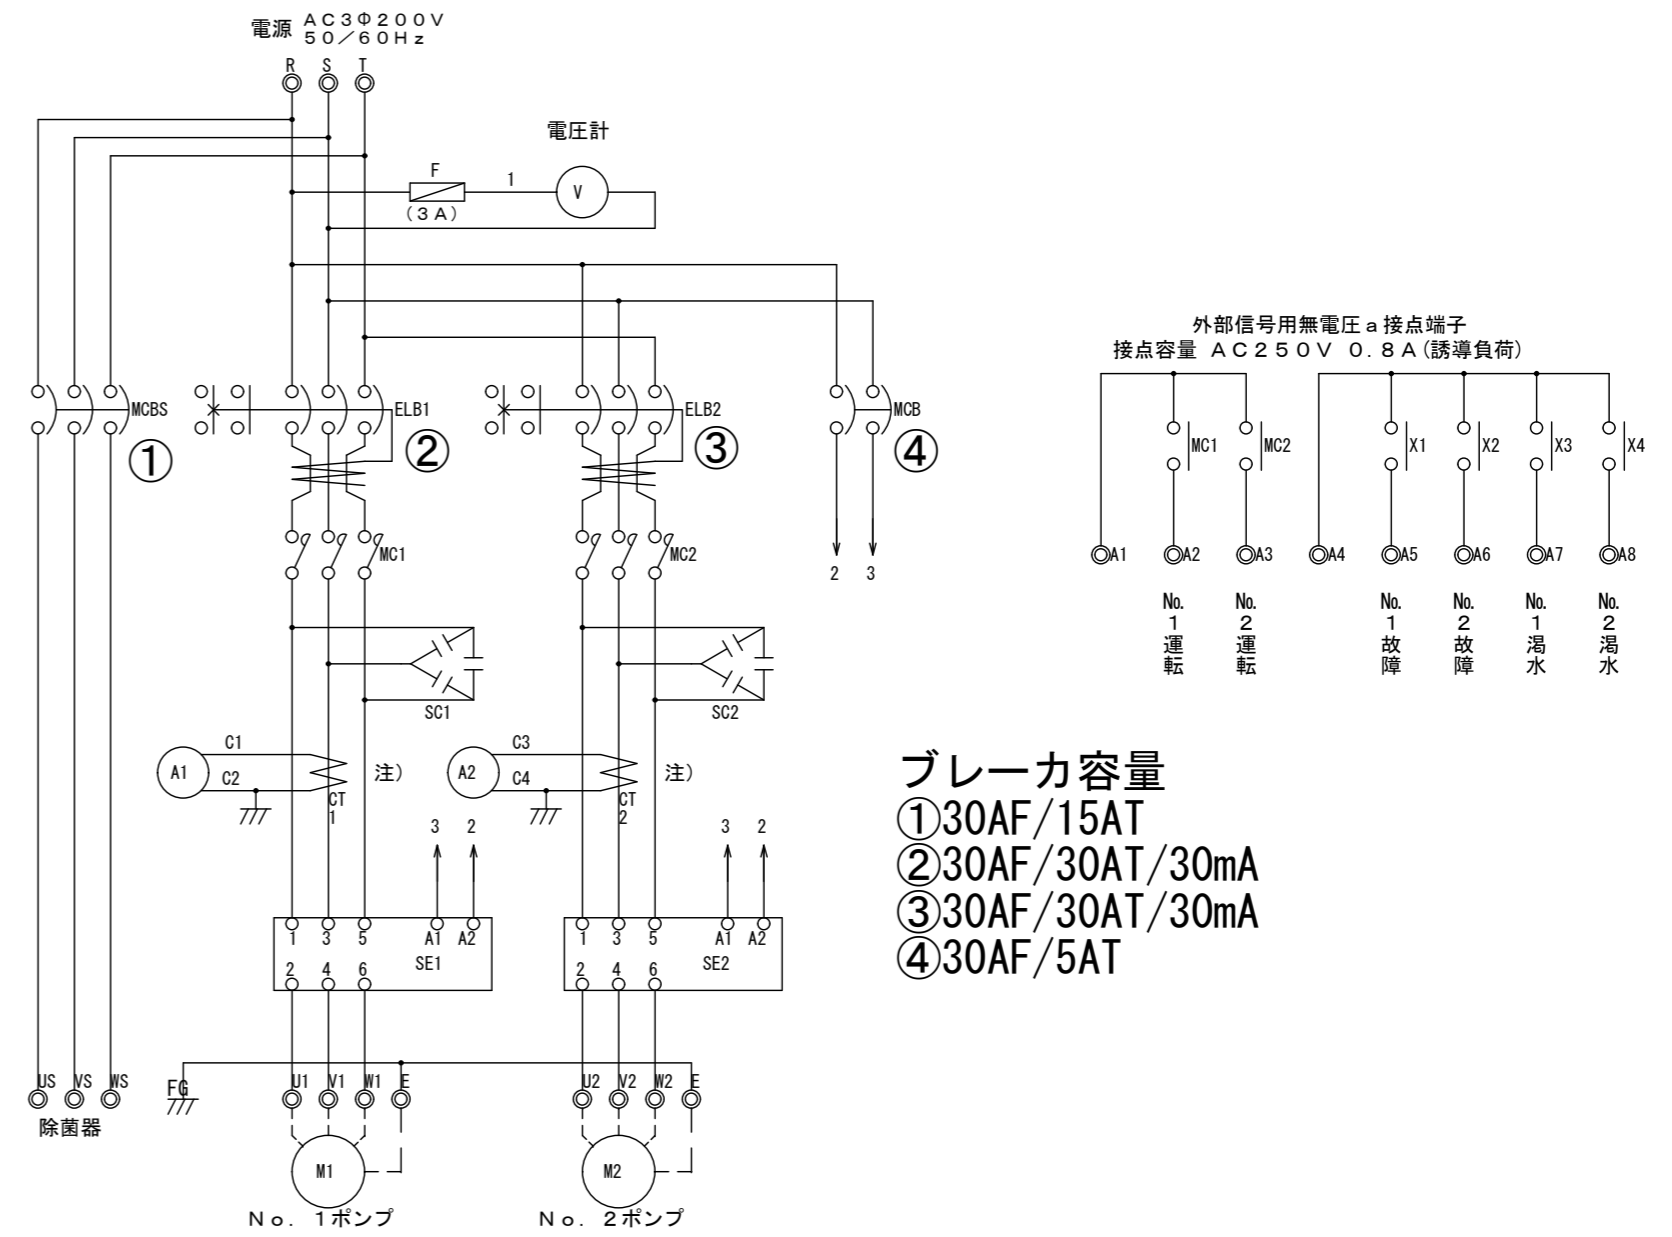 電源 AC3Φ200V
50/60Hz
R S T
電圧計
F
1
V
(3A)
MCBS
ELB1
ELB2
MCB
① ② ③ ④
MC1
MC2
2 3
SC1
SC2
A1
C1
C2
CT
1
注)
A2
C3
C4
CT
2
注)
3 2
3 2
1 3 5 A1 A2
SE1
2 4 6
1 3 5 A1 A2
SE2
2 4 6
US VS WS
除菌器
FG
U1 V1 W1 E
U2 V2 W2 E
M1
M2
No. 1ポンプ
No. 2ポンプ
外部信号用無電圧a接点端子
接点容量 AC250V 0.8A(誘導負荷)
MC1 MC2 X1 X2 X3 X4
A1 A2 A3 A4 A5 A6 A7 A8
No.1運転
No.2運転
No.1故障
No.2故障
No.1渇水
No.2渇水
ブレーカ容量
①30AF/15AT
②30AF/30AT/30mA
③30AF/30AT/30mA
④30AF/5AT